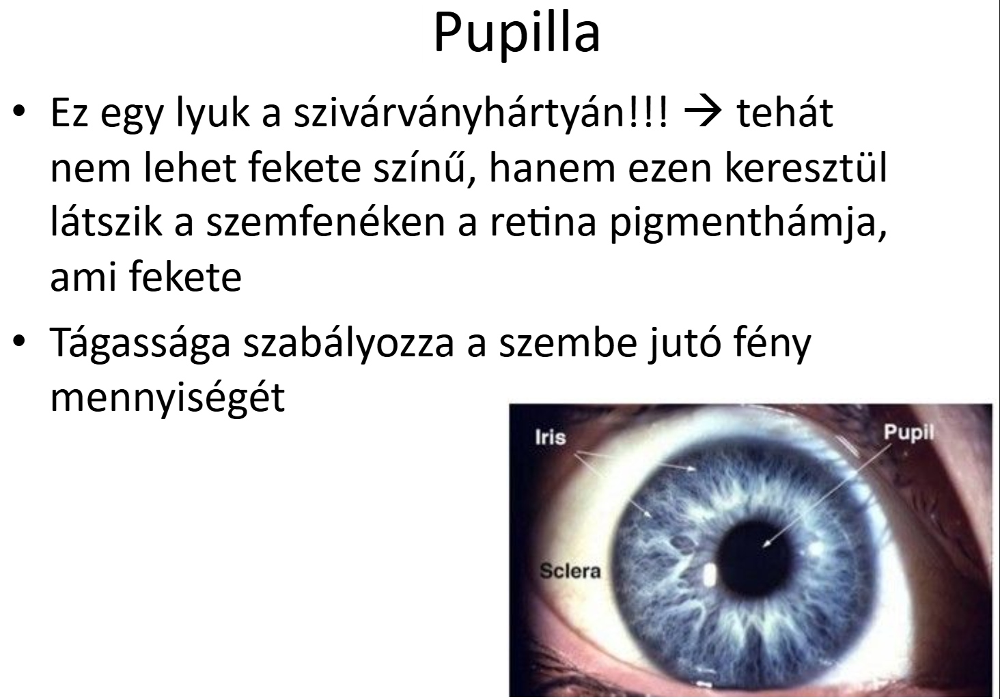 Pupilla
• Ez egy lyuk a szivárványhártyán!!! → tehát
nem lehet fekete színű, hanem ezen keresztül
látszik a szemfenéken a retina pigmenthámja,
ami fekete
• Tágassága szabályozza a szembe jutó fény
mennyiségét
Iris
Pupil
Sclera